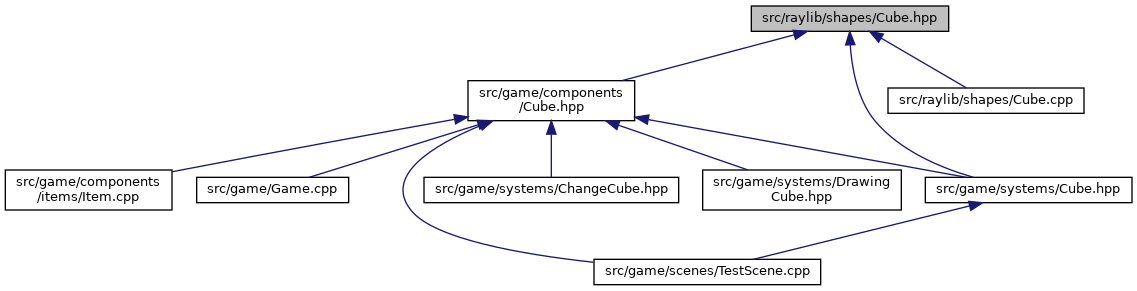 src/raylib/shapes/Cube.hpp
src/game/components
/Cube.hpp
src/raylib/shapes/Cube.cpp
src/game/components
/items/Item.cpp
src/game/Game.cpp
src/game/systems/ChangeCube.hpp
src/game/systems/Drawing
Cube.hpp
src/game/systems/Cube.hpp
src/game/scenes/TestScene.cpp